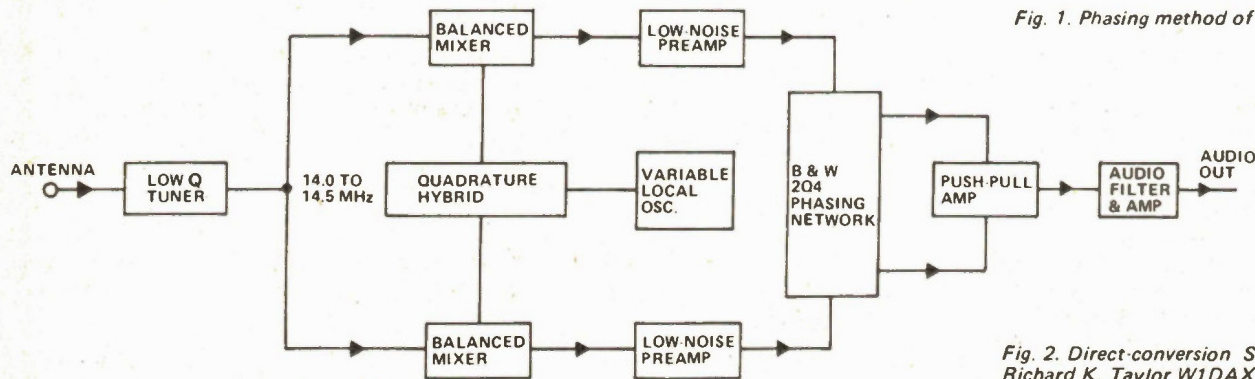 Fig. 1. Phasing method of
BALANCED
MIXER
LOW-NOISE
PREAMP
ANTENNA
LOW Q
TUNER
14.0 TO
14.5 MHz
QUADRATURE
HYBRID
VARIABLE
LOCAL
OSC.
B & W
2Q4
PHASING
NETWORK
PUSH-PULL
AMP
AUDIO
FILTER
& AMP
AUDIO
OUT
BALANCED
MIXER
LOW-NOISE
PREAMP
Fig. 2. Direct-conversion S
Richard K. Taylor W1DAX